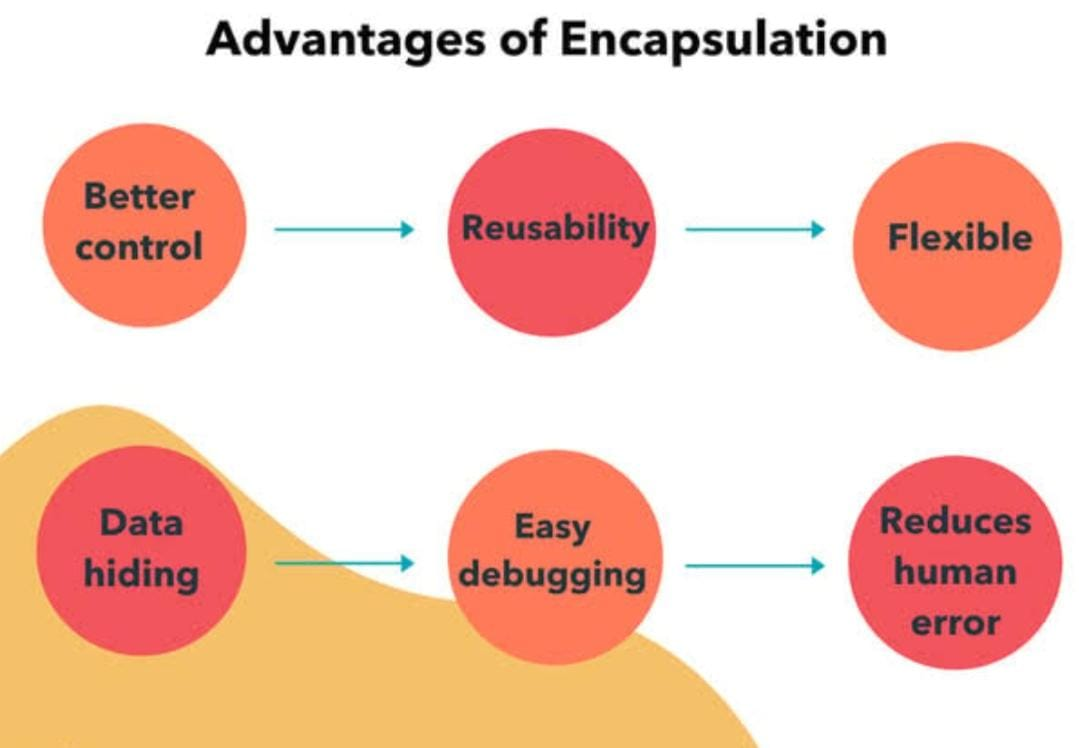 Advantages of Encapsulation
Better
control
Reusability
Flexible
Data
hiding
Easy
debugging
Reduces
human
error